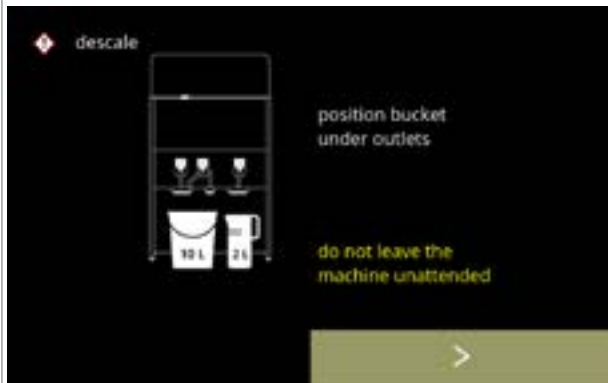 descale
position bucket
under outlets
10 L
2 L
do not leave the
machine unattended
>